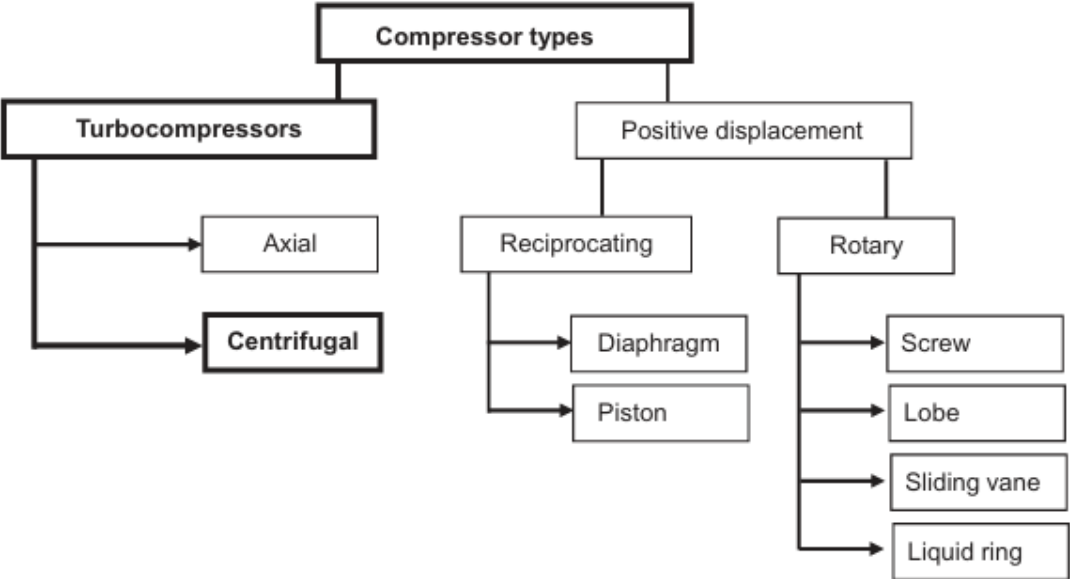 Compressor types
Turbocompressors
Positive displacement
Axial
Reciprocating
Rotary
Centrifugal
Diaphragm
Screw
Piston
Lobe
Sliding vane
Liquid ring